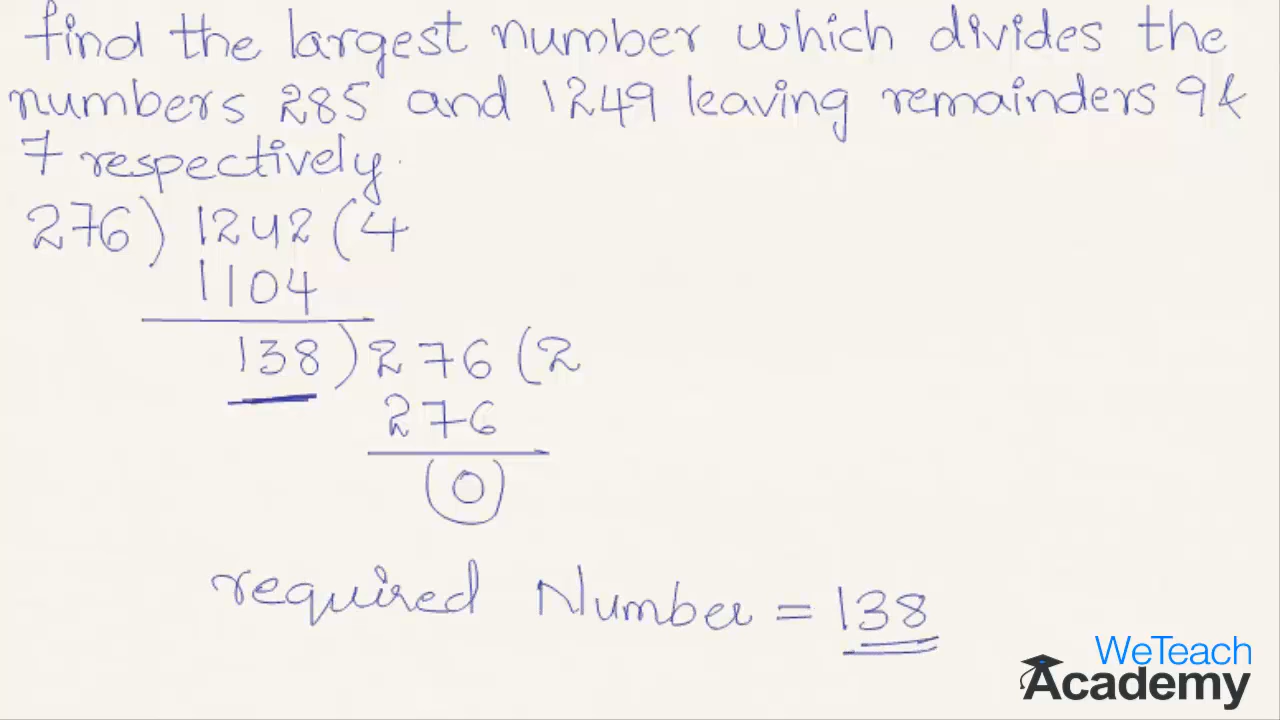 find the largest number which divides the
numbers 285 and 1249 leaving remainders 9 &
7 respectively.
276) 1242 (4
1104
138) 276 (2
276
(0)
required Number = 138
WeTeach
Academy